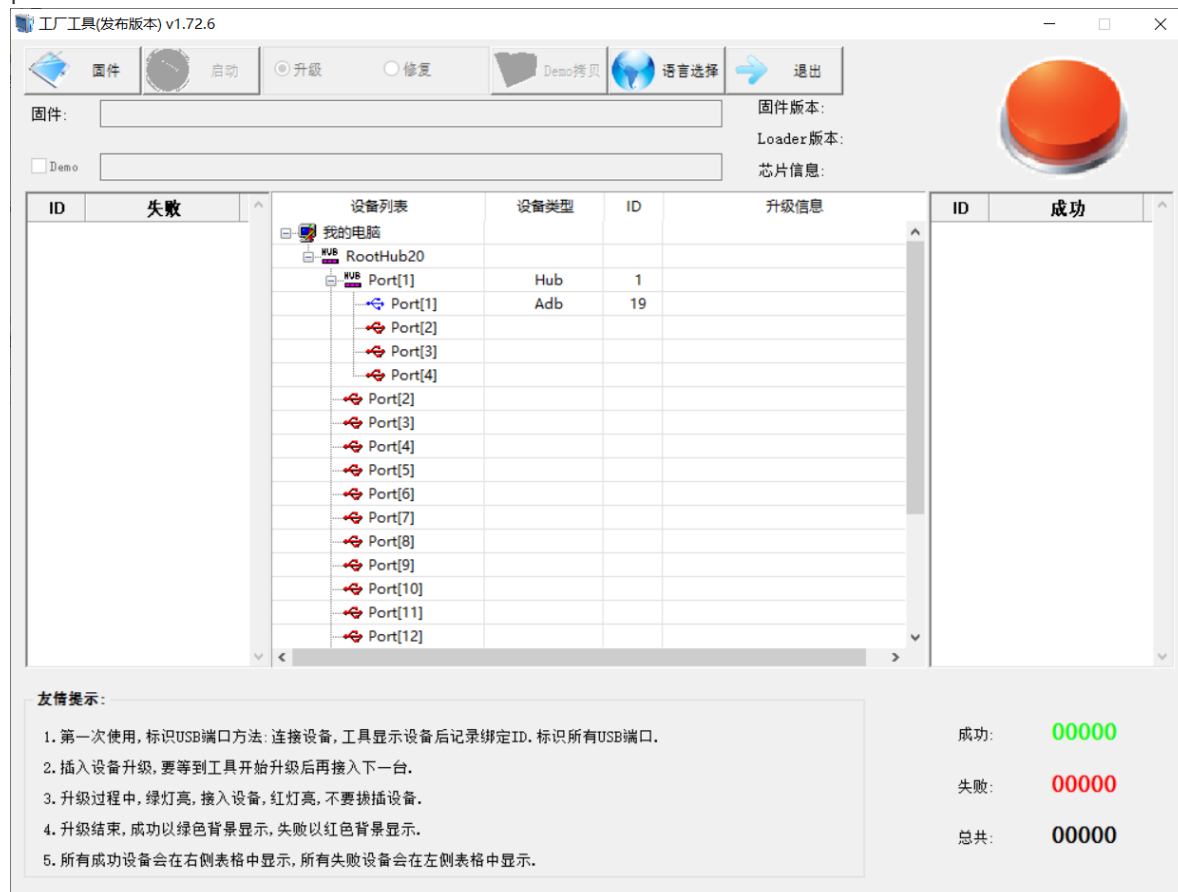 工厂工具(发布版本) v1.72.6
固件 启动 升级 修复 Demo拷贝 语言选择 退出
固件: 固件版本:
Loader版本:
Demo 芯片信息:
ID 失败 设备列表 设备类型 ID 升级信息 ID 成功
我的电脑
HUB RootHub20
HUB Port[1] Hub 1
Port[1] Adb 19
Port[2]
Port[3]
Port[4]
Port[2]
Port[3]
Port[4]
Port[5]
Port[6]
Port[7]
Port[8]
Port[9]
Port[10]
Port[11]
Port[12]
友情提示:
1.第一次使用,标识USB端口方法:连接设备,工具显示设备后记录绑定ID.标识所有USB端口.
2.插入设备升级,要等到工具开始升级后再接入下一台.
3.升级过程中,绿灯亮,接入设备,红灯亮,不要拔插设备.
4.升级结束,成功以绿色背景显示,失败以红色背景显示.
5.所有成功设备会在右侧表格中显示,所有失败设备会在左侧表格中显示.
成功: 00000
失败: 00000
总共: 00000